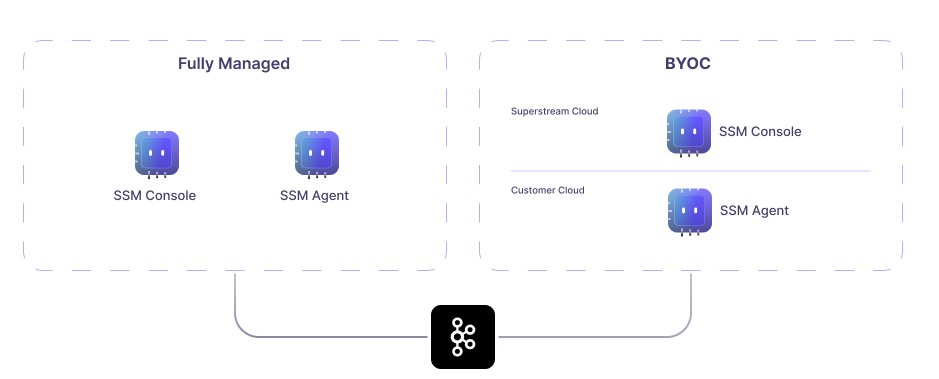 Fully Managed
SSM Console
SSM Agent
BYOC
Superstream Cloud
SSM Console
Customer Cloud
SSM Agent